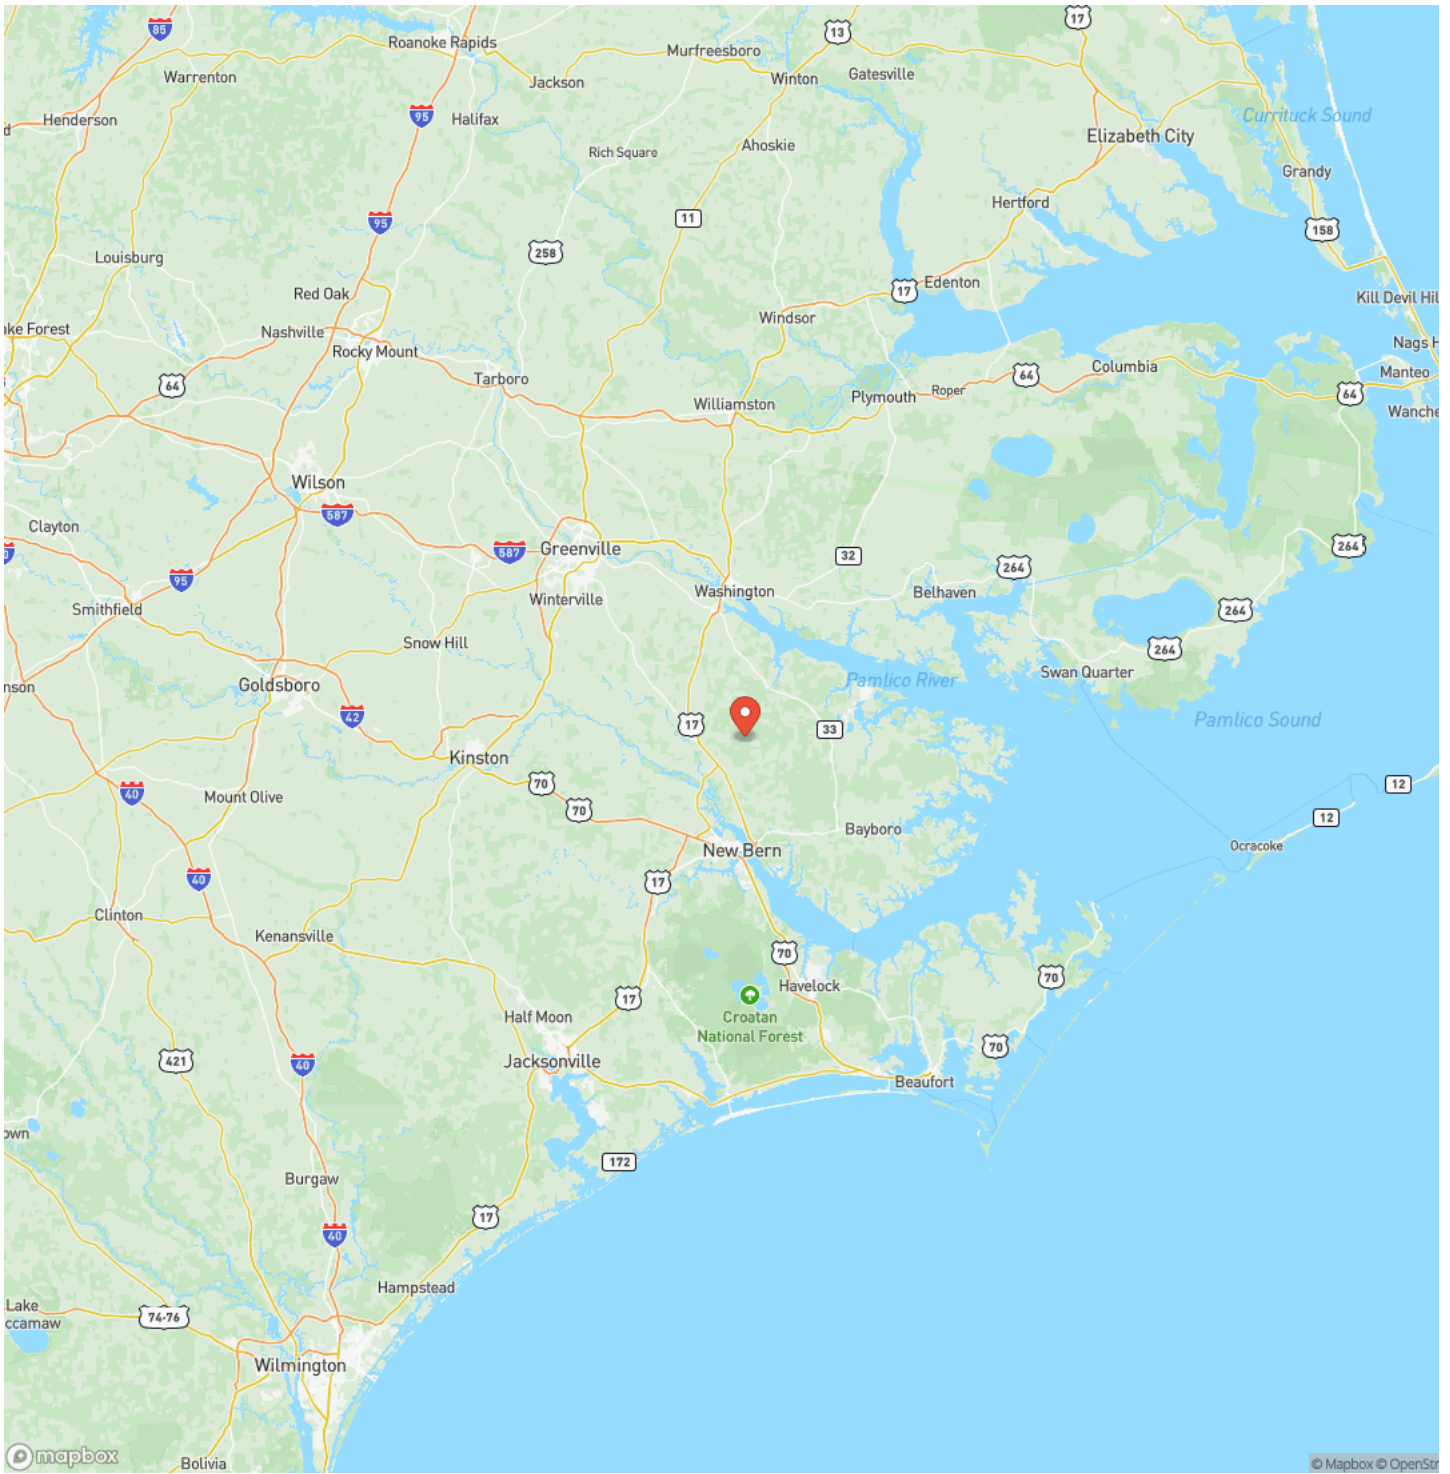 17
85
13
Roanoke Rapids
Murfreesboro
Warrenton
Jackson
Winton
Gatesville
95
Henderson
Halifax
Currituck Sound
Elizabeth City
Rich Square
Ahoskie
Grandy
Hertford
95
11
158
258
Louisburg
Edenton
17
Red Oak
Kill Devil Hil
Windsor
ke Forest
Nashville
Nags H
Rocky Mount
Columbia
Manteo
64
Tarboro
64
Roper
64
Plymouth
Williamston
Wanche
Wilson
587
Clayton
264
587
Greenville
32
264
95
Washington
Belhaven
Winterville
Smithfield
264
Snow Hill
264
Swan Quarter
Pamlico River
nson
Goldsboro
42
17
33
Pamlico Sound
Kinston
70
12
40
Mount Olive
70
12
Bayboro
New Bern
Ocracoke
40
17
Clinton
Kenansville
70
70
Havelock
17
Half Moon
Croatan
National Forest
70
421
40
Jacksonville
Beaufort
own
172
Burgaw
17
40
Hampstead
Lake
ccamaw
74-76
Wilmington
mapbox
Bolivia
© Mapbox © OpenStr